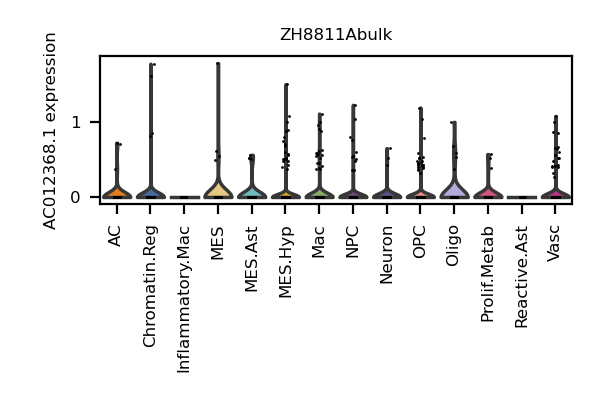 ZH8811Abulk
AC012368.1 expression
1
0
AC
Chromatin.Reg
Inflammatory.Mac
MES
MES.Ast
MES.Hyp
Mac
NPC
Neuron
OPC
Oligo
Prolif.Metab
Reactive.Ast
Vasc